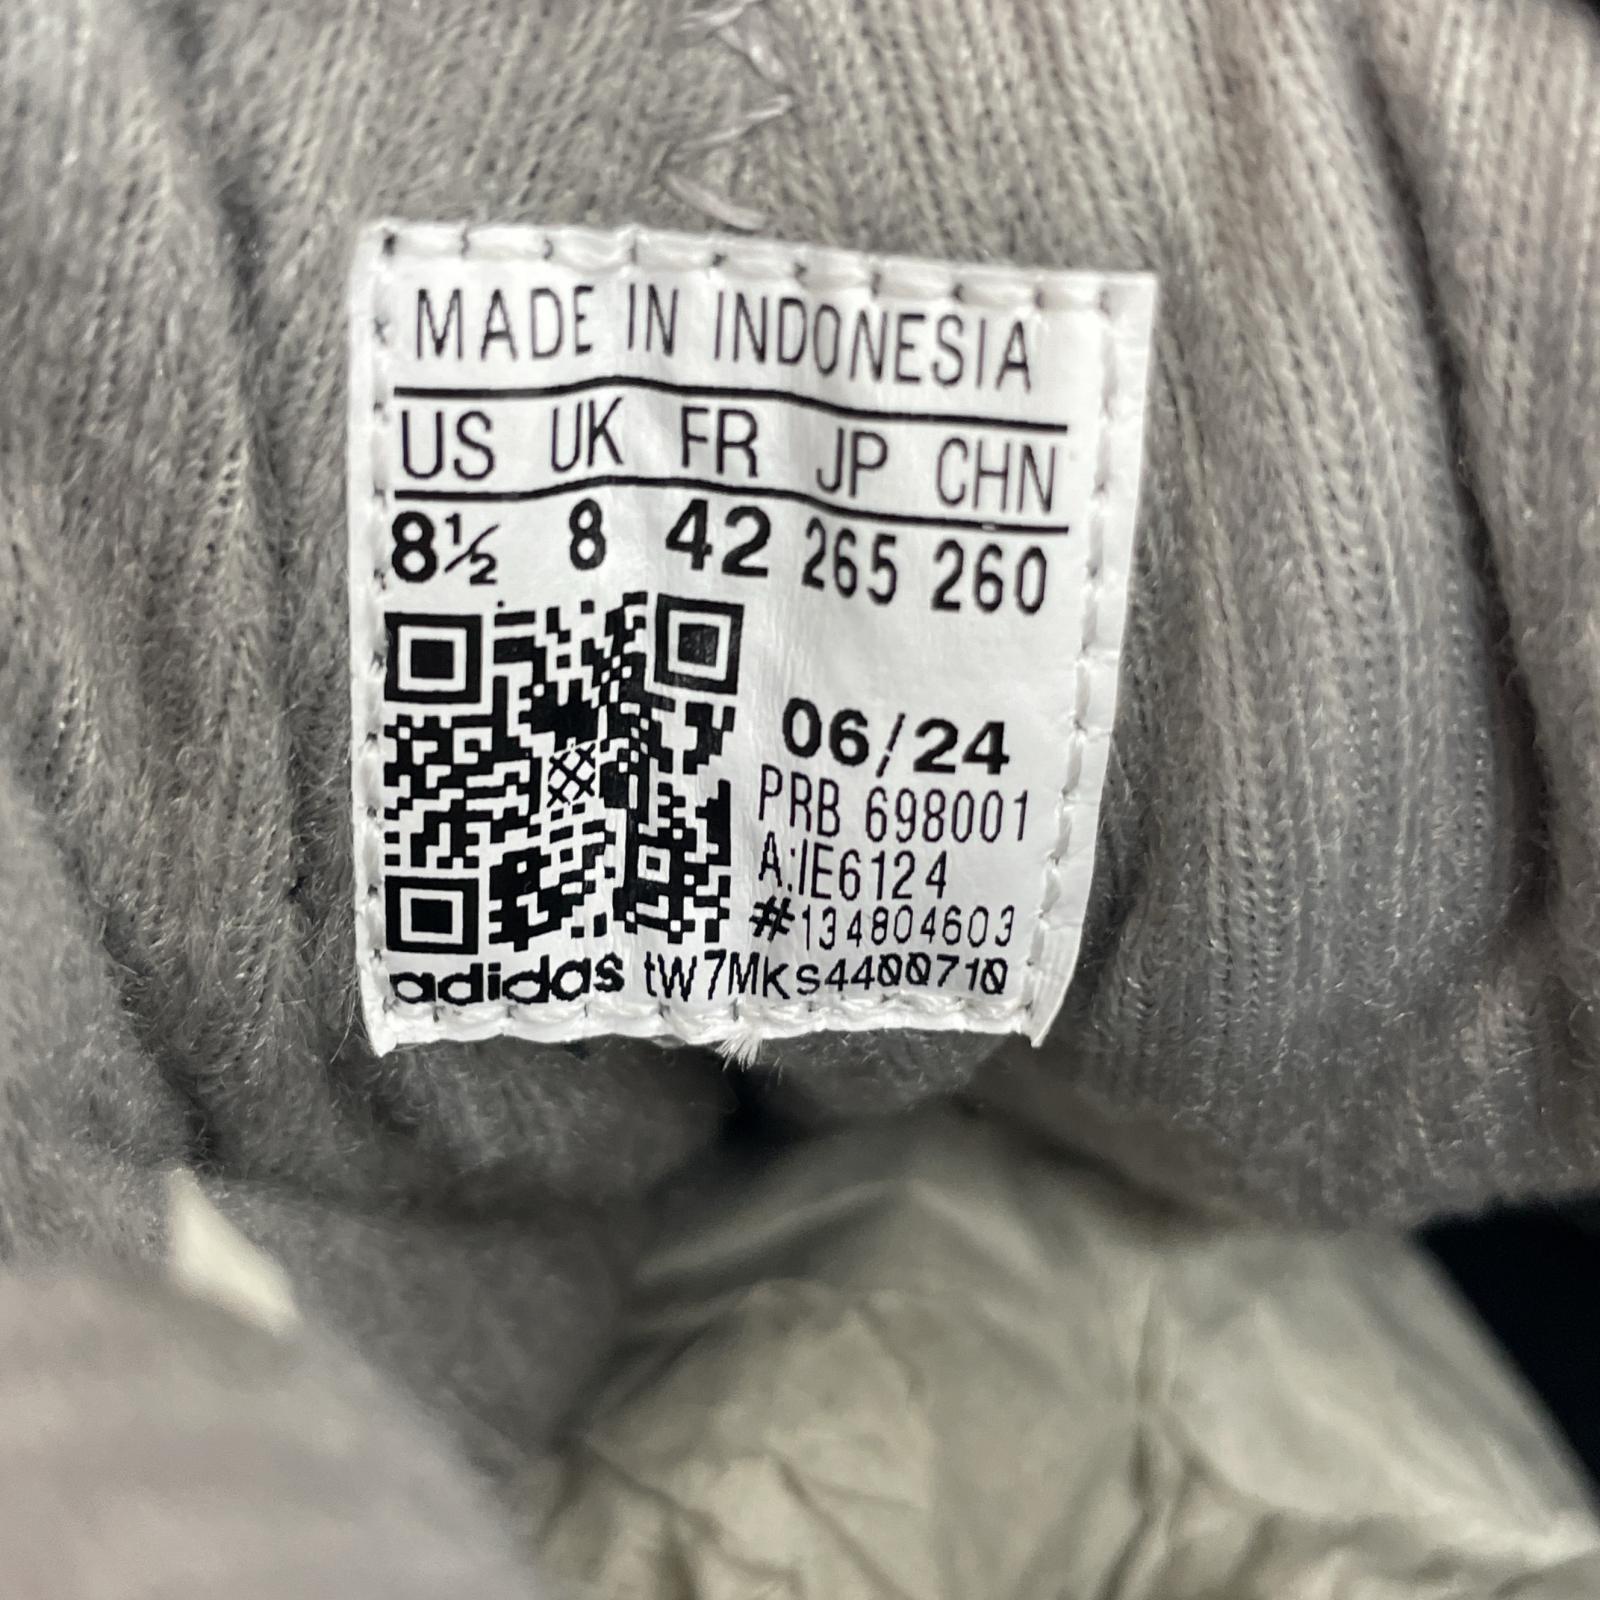 MADE IN INDONESIA
US UK FR JP CHN
8½ 8 42 265 260
06/24
PRB 698001
A:IE6124
#134804603
adidas tW7MKs4400710